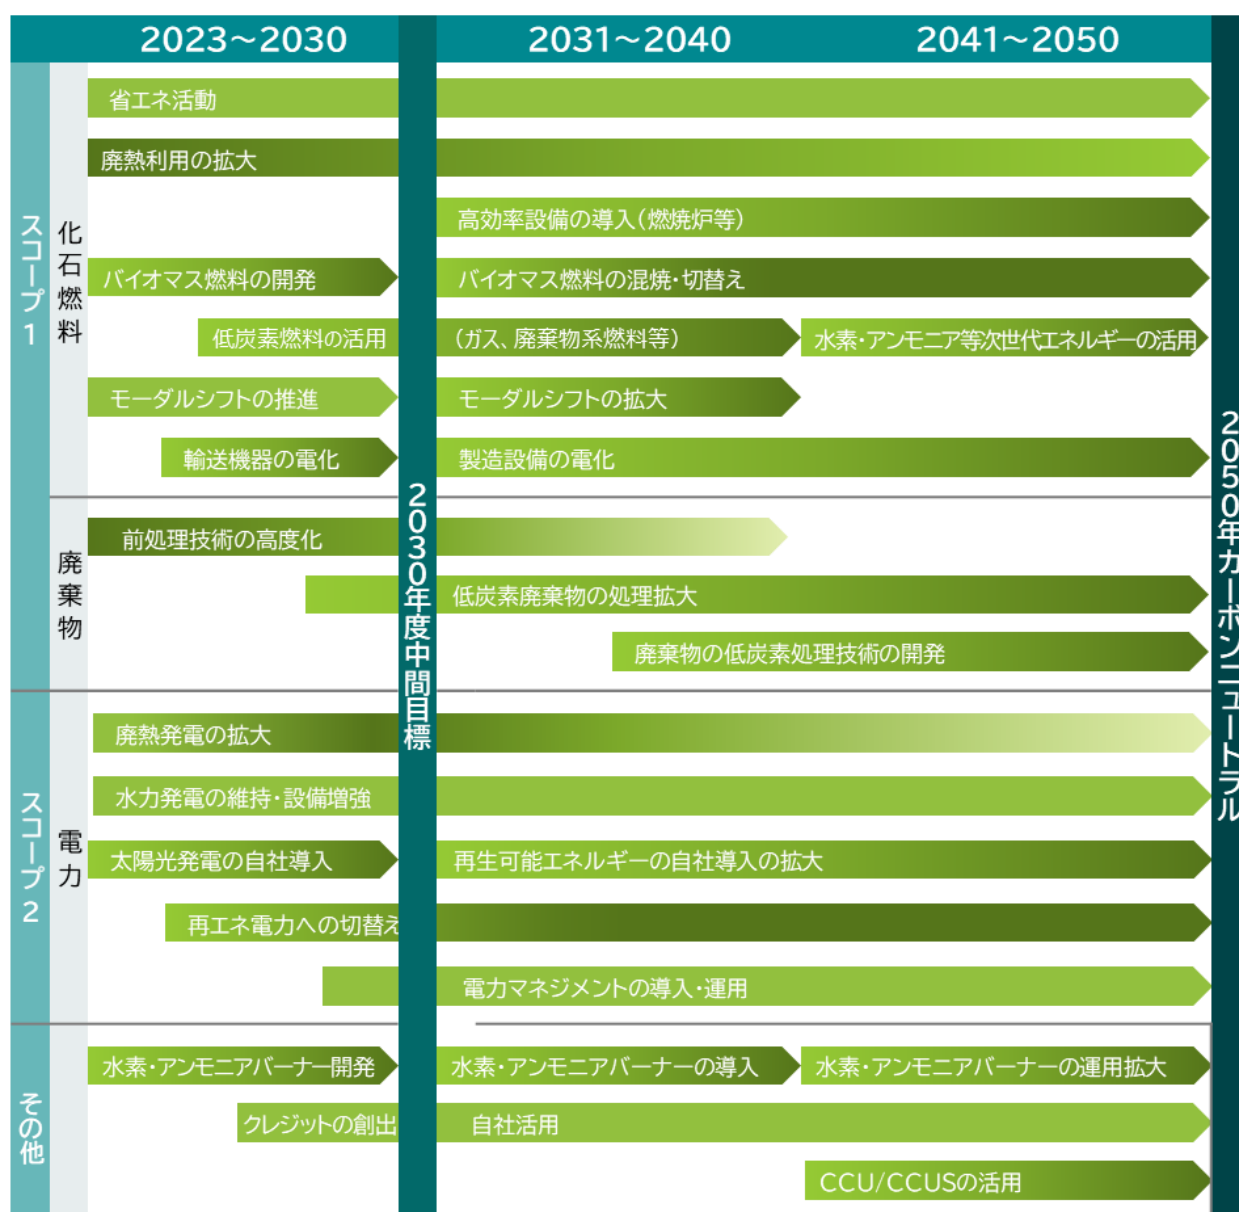 2023～2030
2031～2040
2041～2050
スコープ1
化石燃料
省エネ活動
廃熱利用の拡大
高効率設備の導入（燃焼炉等）
バイオマス燃料の開発
バイオマス燃料の混焼・切替え
低炭素燃料の活用
（ガス、廃棄物系燃料等）
水素・アンモニア等次世代エネルギーの活用
モーダルシフトの推進
モーダルシフトの拡大
輸送機器の電化
製造設備の電化
廃棄物
前処理技術の高度化
低炭素廃棄物の処理拡大
廃棄物の低炭素処理技術の開発
スコープ2
電力
廃熱発電の拡大
水力発電の維持・設備増強
太陽光発電の自社導入
再生可能エネルギーの自社導入の拡大
再エネ電力への切替え
電力マネジメントの導入・運用
その他
水素・アンモニアバーナー開発
水素・アンモニアバーナーの導入
水素・アンモニアバーナーの運用拡大
クレジットの創出
自社活用
CCU/CCUSの活用
2030年度中間目標
2050年カーボンニュートラル